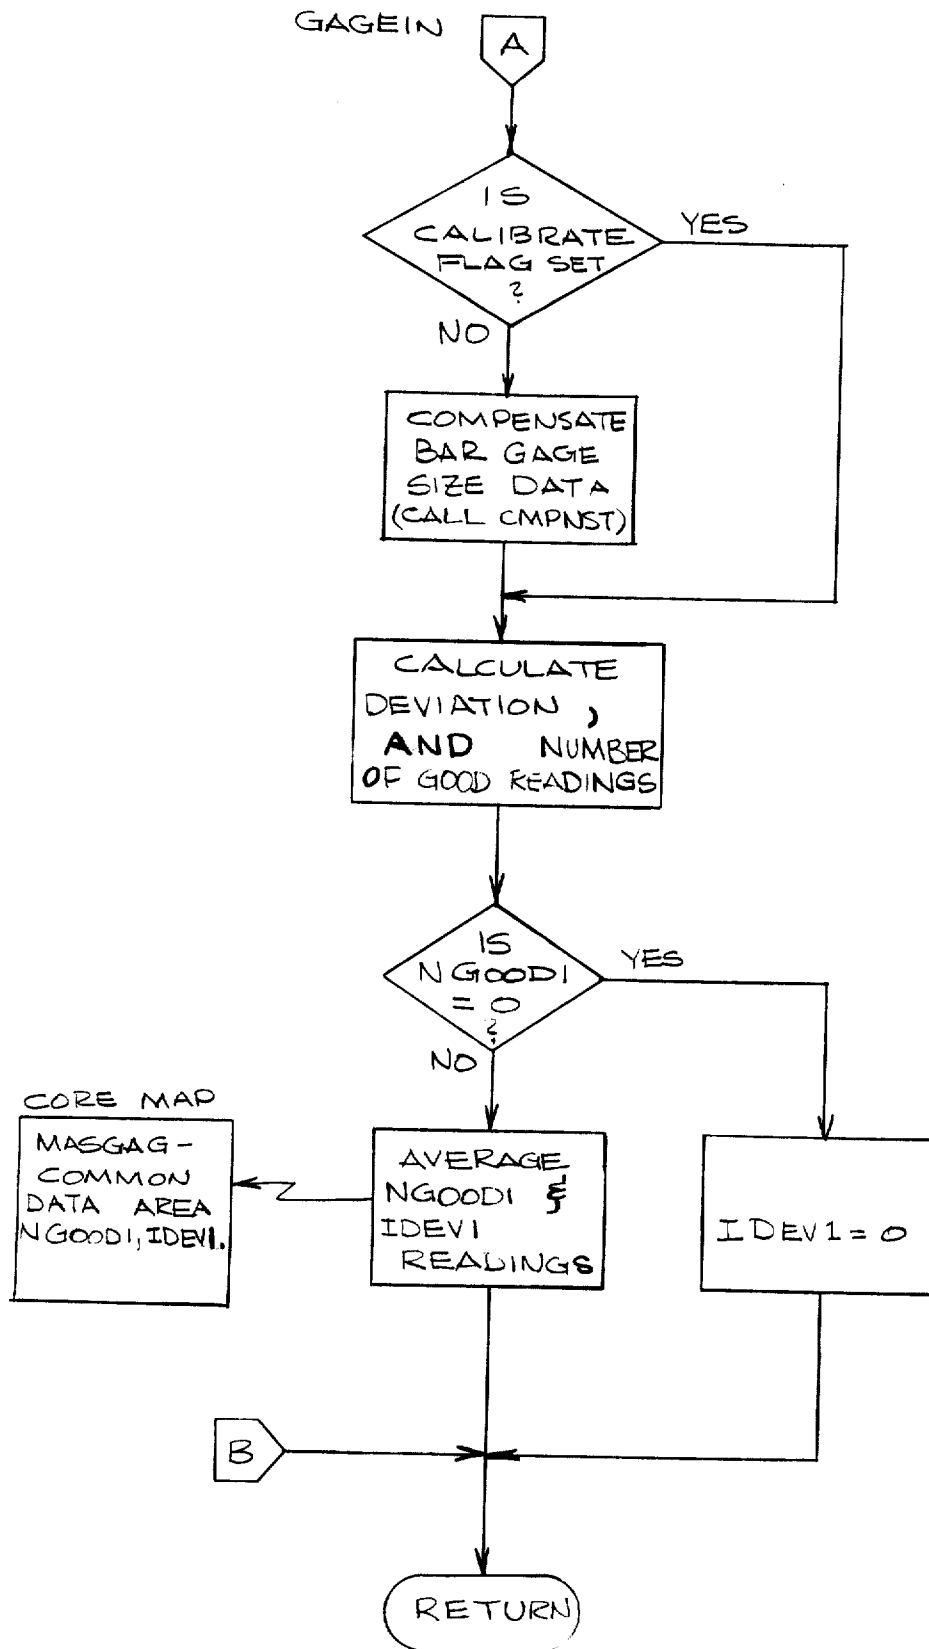 GAGEIN
A
IS
CALIBRATE
FLAG SET
?
YES
NO
COMPENSATE
BAR GAGE
SIZE DATA
(CALL CMPNST)
CALCULATE
DEVIATION ,
AND NUMBER
OF GOOD READINGS
IS
NGOOD1
= 0
?
YES
NO
CORE MAP
MASGAG-
COMMON
DATA AREA
NGOOD1, IDEV1.
AVERAGE
NGOOD1 &
IDEV1
READINGS
IDEV1 = 0
B
RETURN